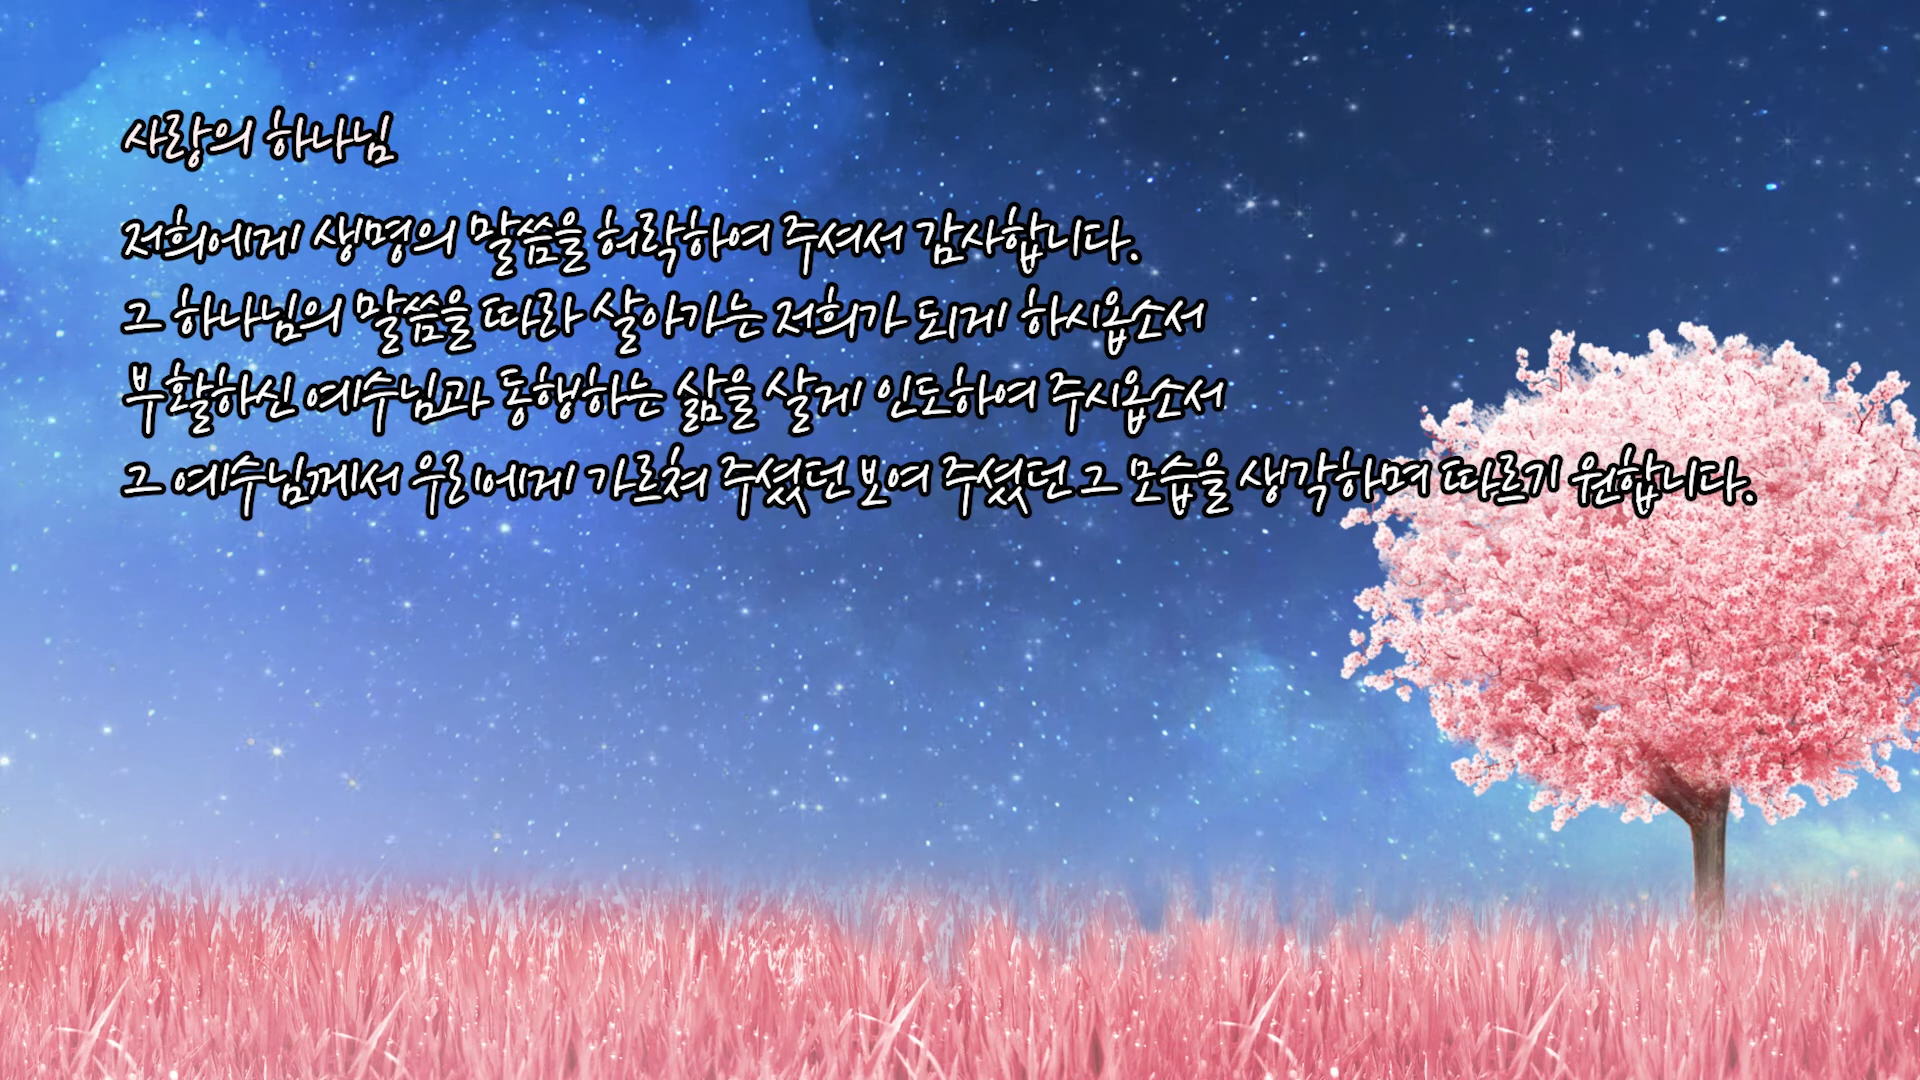 사랑의 하나님
저희에게 생명의 말씀을 허락하여 주셔서 감사합니다.
그 하나님의 말씀을 따라 살아가는 저희가 되게 하시옵소서
부활하신 예수님과 동행하는 삶을 살게 인도하여 주시옵소서
그 예수님께서 우리에게 가르쳐 주셨던 보여 주셨던 그 모습을 생각하며 따르기 원합니다.